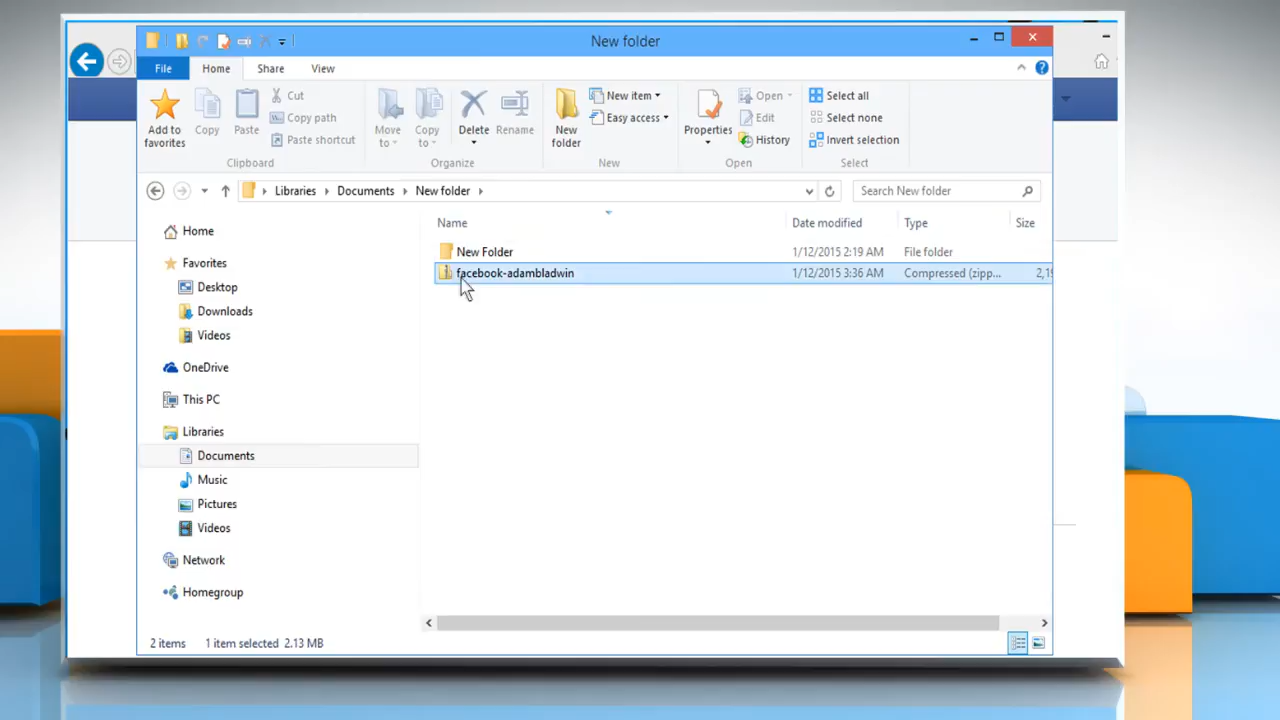 New folder
File Home Share View
Add to favorites
Copy
Paste
Cut
Copy path
Paste shortcut
Clipboard
Move to
Copy to
Delete
Rename
Organize
New folder
New item
Easy access
New
Properties
Open
Edit
History
Open
Select all
Select none
Invert selection
Select
Libraries Documents New folder
Search New folder
Name Date modified Type Size
New Folder 1/12/2015 2:19 AM File folder
facebook-adambladwin 1/12/2015 3:36 AM Compressed (zipp...
Home
Favorites
Desktop
Downloads
Videos
OneDrive
This PC
Libraries
Documents
Music
Pictures
Videos
Network
Homegroup
2 items 1 item selected 2.13 MB